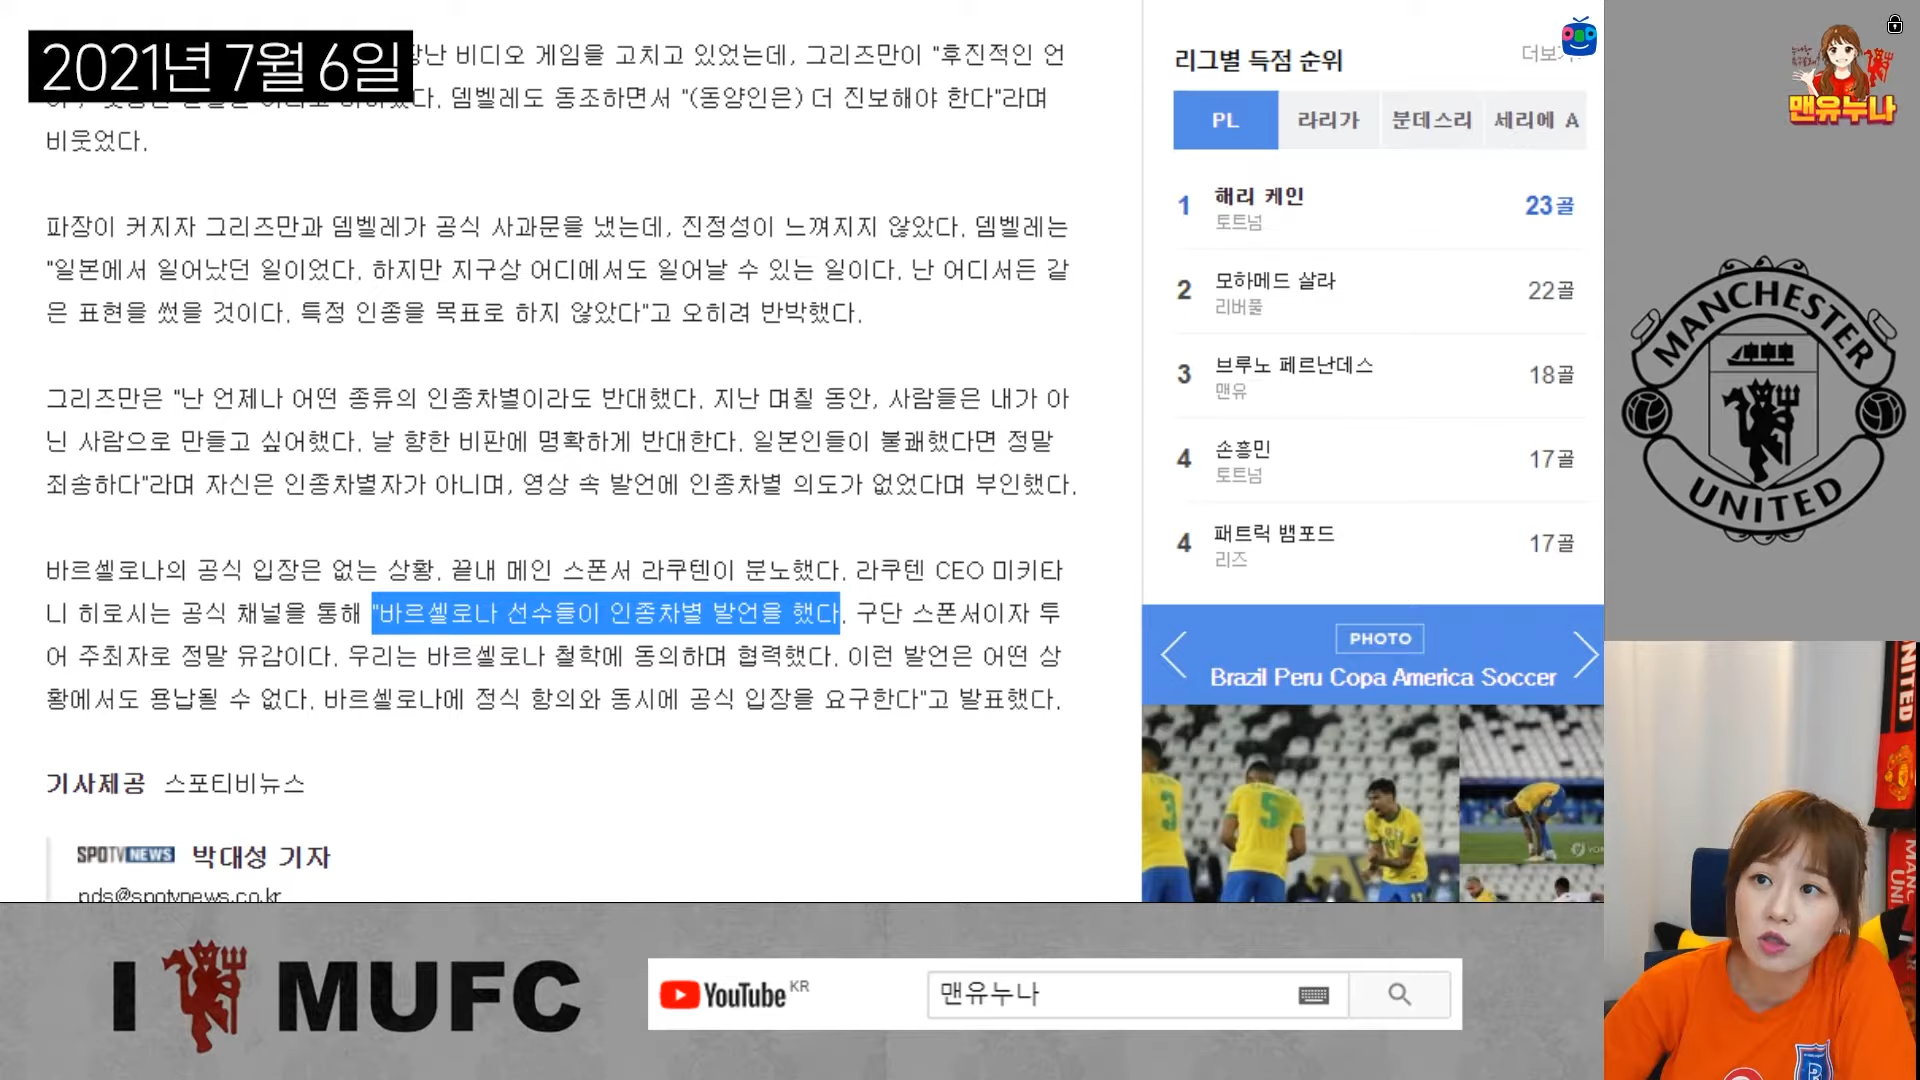 2021년 7월 6일
장난 비디오 게임을 고치고 있었는데, 그리즈만이 "후진적인 언
다. 뎀벨레도 동조하면서 "(동양인은) 더 진보해야 한다"라며
비웃었다.
파장이 커지자 그리즈만과 뎀벨레가 공식 사과문을 냈는데, 진정성이 느껴지지 않았다. 뎀벨레는
"일본에서 일어났던 일이었다. 하지만 지구상 어디에서도 일어날 수 있는 일이다. 난 어디서든 같
은 표현을 썼을 것이다. 특정 인종을 목표로 하지 않았다"고 오히려 반박했다.
그리즈만은 "난 언제나 어떤 종류의 인종차별이라도 반대했다. 지난 며칠 동안, 사람들은 내가 아
닌 사람으로 만들고 싶어했다. 날 향한 비판에 명확하게 반대한다. 일본인들이 불쾌했다면 정말
죄송하다"라며 자신은 인종차별자가 아니며, 영상 속 발언에 인종차별 의도가 없었다며 부인했다.
바르셀로나의 공식 입장은 없는 상황. 끝내 메인 스폰서 라쿠텐이 분노했다. 라쿠텐 CEO 미키타
니 히로시는 공식 채널을 통해 "바르셀로나 선수들이 인종차별 발언을 했다. 구단 스폰서이자 투
어 주최자로 정말 유감이다. 우리는 바르셀로나 철학에 동의하며 협력했다. 이런 발언은 어떤 상
황에서도 용납될 수 없다. 바르셀로나에 정식 항의와 동시에 공식 입장을 요구한다"고 발표했다.
기사제공 스포티비뉴스
SPOTV NEWS 박대성 기자
pds@spotvnews.co.kr
리그별 득점 순위
더보기
PL 라리가 분데스리 세리에 A
1 해리 케인 23골
토트넘
2 모하메드 살라 22골
리버풀
3 브루노 페르난데스 18골
맨유
4 손흥민 17골
토트넘
4 패트릭 뱀포드 17골
리즈
PHOTO
Brazil Peru Copa America Soccer
맨유누나
MANCHESTER
UNITED
I MUFC
YouTube KR
맨유누나